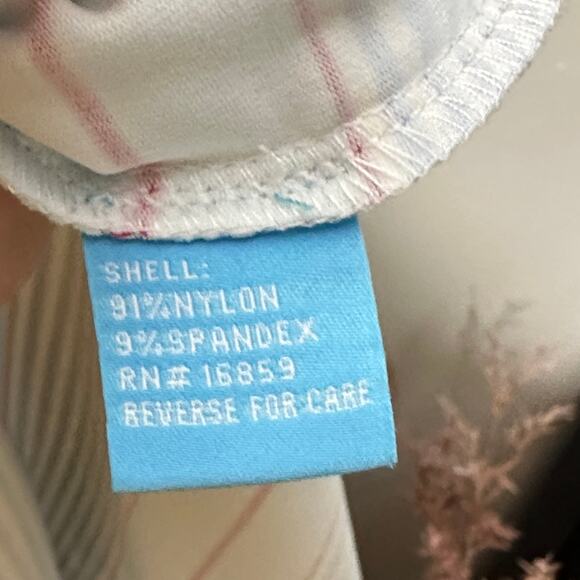 SHELL:
91%NYLON
9%SPANDEX
RN# 16859
REVERSE FOR CARE